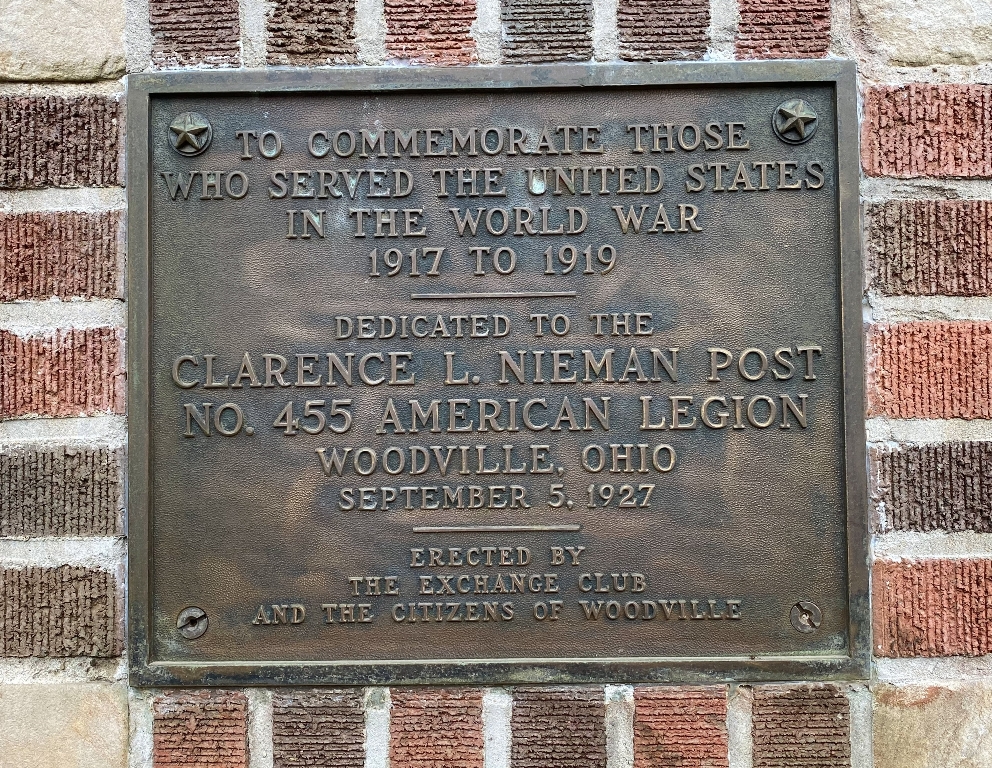 TO COMMEMORATE THOSE
WHO SERVED THE UNITED STATES
IN THE WORLD WAR
1917 TO 1919
DEDICATED TO THE
CLARENCE L. NIEMAN POST
NO. 455 AMERICAN LEGION
WOODVILLE, OHIO
SEPTEMBER 5, 1927
ERECTED BY
THE EXCHANGE CLUB
AND THE CITIZENS OF WOODVILLE